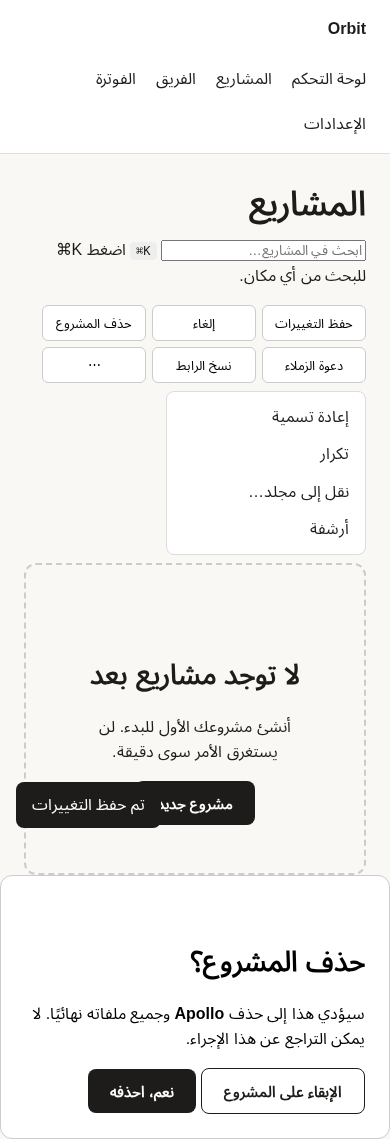 Orbit
لوحة التحكم المشاريع الفريق الفوترة
الإعدادات
المشاريع
ابحث في المشاريع... ⌘K اضغط ⌘K
للبحث من أي مكان.
حفظ التغييرات إلغاء حذف المشروع
دعوة الزملاء نسخ الرابط ⋯
إعادة تسمية
تكرار
نقل إلى مجلد…
أرشفة
لا توجد مشاريع بعد
أنشئ مشروعك الأول للبدء. لن
يستغرق الأمر سوى دقيقة.
مشروع جديد تم حفظ التغييرات
حذف المشروع؟
سيؤدي هذا إلى حذف Apollo وجميع ملفاته نهائيًا. لا
يمكن التراجع عن هذا الإجراء.
الإبقاء على المشروع نعم، احذفه